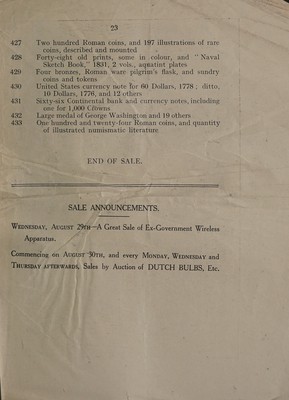 23
427 Two hundred Roman coins, and 197 illustrations of rare
coins, described and mounted
428 Forty-eight old prints, some in colour, and "Naval
Sketch Book," 1831, 2 vols., aquatint plates
429 Four bronzes, Roman ware pilgrim's flask, and sundry
coins and tokens
430 United States currency note for 60 Dollars, 1778; ditto,
10 Dollars, 1776, and 12 others
431 Sixty-six Continental bank and currency notes, including
one for 1,000 Crowns
432 Large medal of George Washington and 19 others
433 One hundred and twenty-four Roman coins, and quantity
of illustrated numismatic literature
END OF SALE.
SALE ANNOUNCEMENTS.
WEDNESDAY, AUGUST 29TH—A Great Sale of Ex-Government Wireless
Apparatus.
Commencing on AUGUST 30TH, and every MONDAY, WEDNESDAY and
THURSDAY AFTERWARDS, Sales by Auction of DUTCH BULBS, Etc.